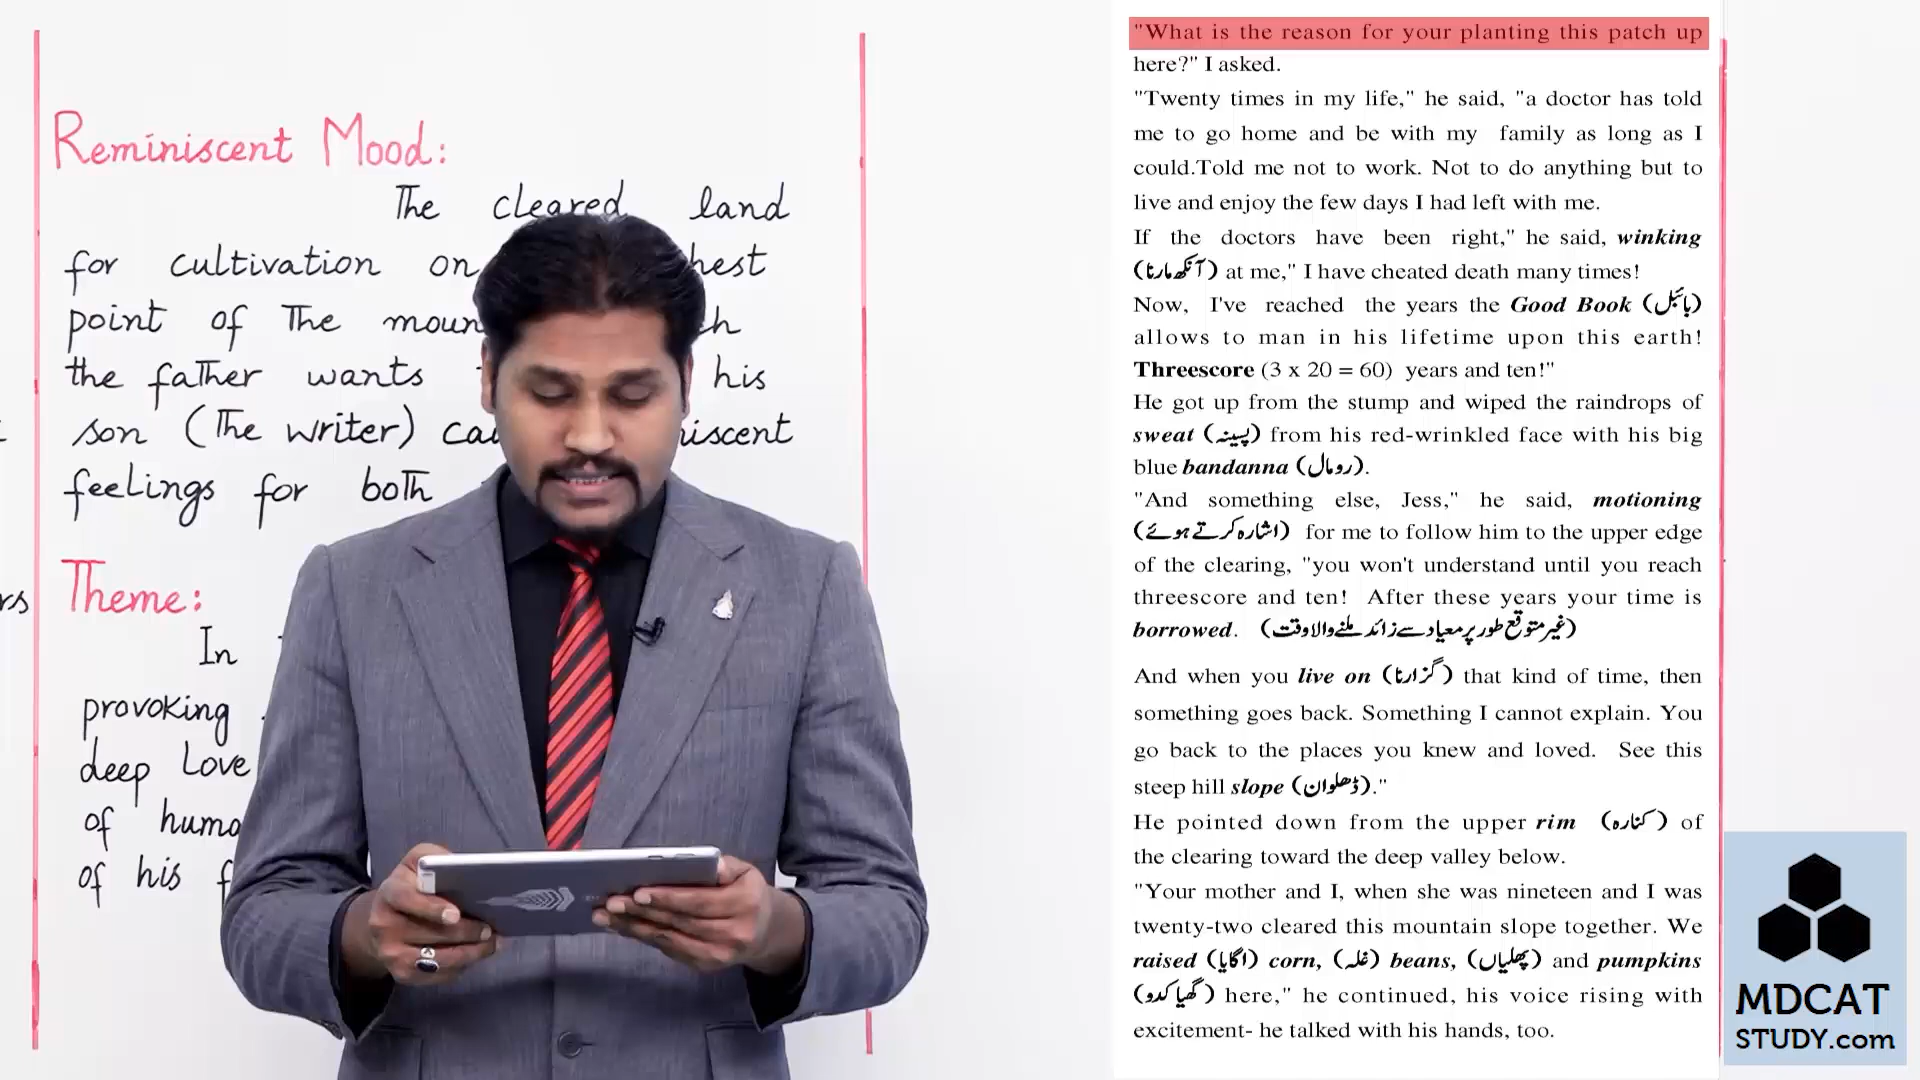 Reminiscent Mood:
The cleared land
for cultivation on hest
point of The moun ch
the father wants his
son (The writer) cau niscent
feelings for both
rs Theme:
In
provoking
deep Love
of huma
of his f
"What is the reason for your planting this patch up
here?" I asked.
"Twenty times in my life," he said, "a doctor has told
me to go home and be with my family as long as I
could.Told me not to work. Not to do anything but to
live and enjoy the few days I had left with me.
If the doctors have been right," he said, winking
(آنکھ مارنا) at me," I have cheated death many times!
Now, I've reached the years the Good Book (بائبل)
allows to man in his lifetime upon this earth!
Threescore (3 x 20 = 60) years and ten!"
He got up from the stump and wiped the raindrops of
sweat (پسینہ) from his red-wrinkled face with his big
blue bandanna (رومال).
"And something else, Jess," he said, motioning
(اشارہ کرتے ہوئے) for me to follow him to the upper edge
of the clearing, "you won't understand until you reach
threescore and ten! After these years your time is
borrowed. (غیر متوقع طور پر معیاد سے زائد ملنے والا وقت)
And when you live on (گزارنا) that kind of time, then
something goes back. Something I cannot explain. You
go back to the places you knew and loved. See this
steep hill slope (ڈھلوان)."
He pointed down from the upper rim (کنارہ) of
the clearing toward the deep valley below.
"Your mother and I, when she was nineteen and I was
twenty-two cleared this mountain slope together. We
raised (اگایا) corn, (غلہ) beans, (پھلیاں) and pumpkins
(گھیا کدو) here," he continued, his voice rising with
excitement- he talked with his hands, too.
MDCAT
STUDY.com